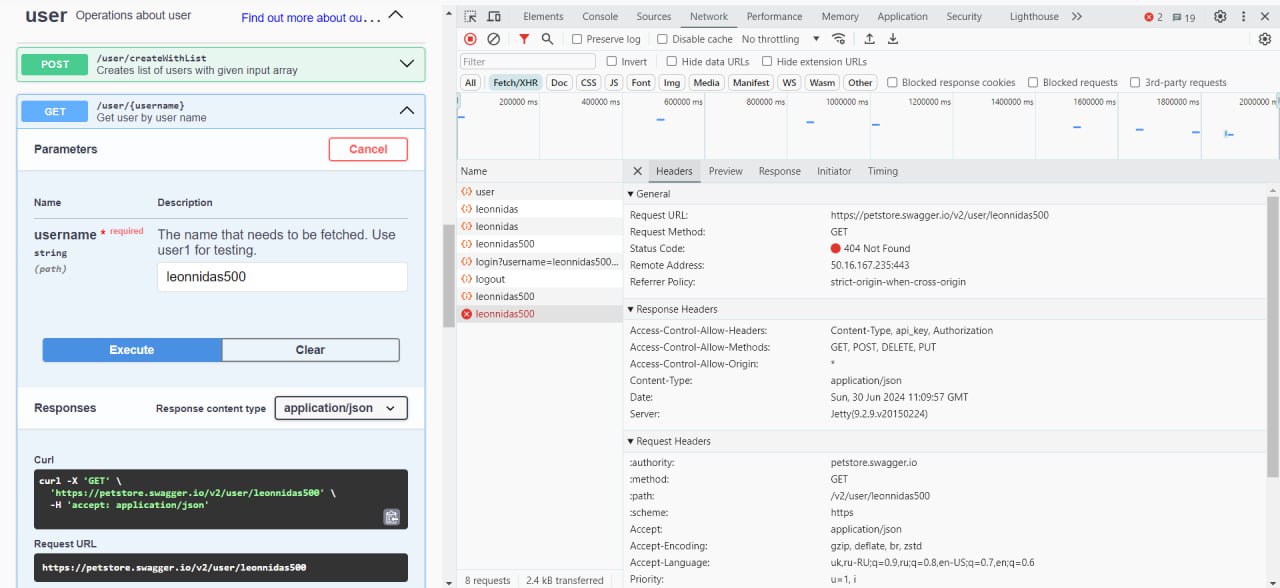 user Operations about user Find out more about ou...
POST /user/createWithList
Creates list of users with given input array
GET /user/{username}
Get user by user name
Parameters Cancel
Name Description
username * required The name that needs to be fetched. Use
string user1 for testing.
(path)
leonnidas500
Execute Clear
Responses Response content type application/json
Curl
curl -X 'GET' \
'https://petstore.swagger.io/v2/user/leonnidas500' \
-H 'accept: application/json'
Request URL
https://petstore.swagger.io/v2/user/leonnidas500
Elements Console Sources Network Performance Memory Application Security Lighthouse 2 19
Preserve log Disable cache No throttling
Filter Invert Hide data URLs Hide extension URLs
All Fetch/XHR Doc CSS JS Font Img Media Manifest WS Wasm Other Blocked response cookies Blocked requests 3rd-party requests
200000 ms 400000 ms 600000 ms 800000 ms 1000000 ms 1200000 ms 1400000 ms 1600000 ms 1800000 ms 2000000 m
Name
user
leonnidas
leonnidas
leonnidas500
login?username=leonnidas500...
logout
leonnidas500
leonnidas500
8 requests 2.4 kB transferred
Headers Preview Response Initiator Timing
General
Request URL: https://petstore.swagger.io/v2/user/leonnidas500
Request Method: GET
Status Code: 404 Not Found
Remote Address: 50.16.167.235:443
Referrer Policy: strict-origin-when-cross-origin
Response Headers
Access-Control-Allow-Headers: Content-Type, api_key, Authorization
Access-Control-Allow-Methods: GET, POST, DELETE, PUT
Access-Control-Allow-Origin: *
Content-Type: application/json
Date: Sun, 30 Jun 2024 11:09:57 GMT
Server: Jetty(9.2.9.v20150224)
Request Headers
:authority: petstore.swagger.io
:method: GET
:path: /v2/user/leonnidas500
:scheme: https
Accept: application/json
Accept-Encoding: gzip, deflate, br, zstd
Accept-Language: uk,ru-RU;q=0.9,ru;q=0.8,en-US;q=0.7,en;q=0.6
Priority: u=1, i